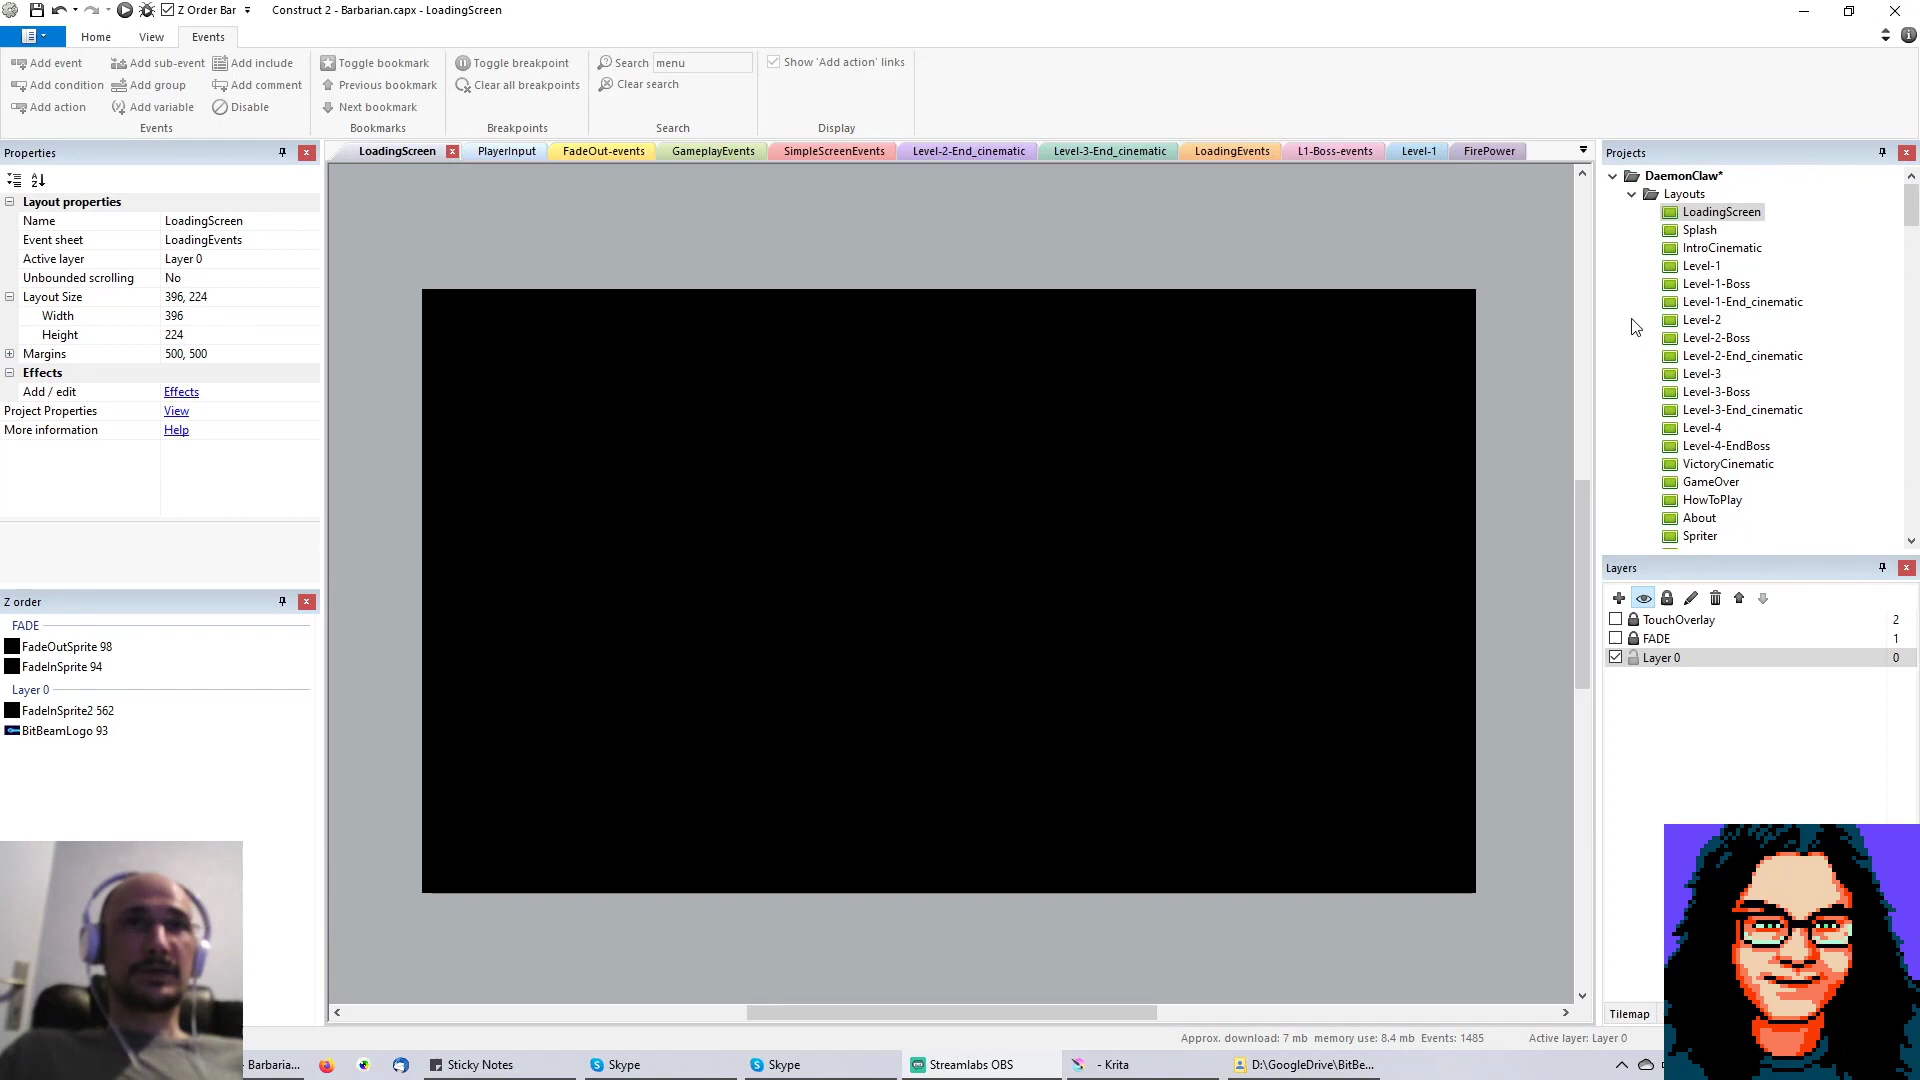 Z Order Bar
Construct 2 - Barbarian.capx - LoadingScreen
Home
View
Events
Add event
Add sub-event
Add include
Add condition
Add group
Add comment
Add action
Add variable
Disable
Events
Toggle bookmark
Previous bookmark
Next bookmark
Bookmarks
Toggle breakpoint
Clear all breakpoints
Breakpoints
Search
menu
Clear search
Search
Show 'Add action' links
Display
Properties
LoadingScreen
PlayerInput
FadeOut-events
GameplayEvents
SimpleScreenEvents
Level-2-End_cinematic
Level-3-End_cinematic
LoadingEvents
L1-Boss-events
Level-1
FirePower
Layout properties
Name LoadingScreen
Event sheet LoadingEvents
Active layer Layer 0
Unbounded scrolling No
Layout Size 396, 224
Width 396
Height 224
Margins 500, 500
Effects
Add / edit Effects
Project Properties View
More information Help
Z order
FADE
FadeOutSprite 98
FadeInSprite 94
Layer 0
FadeInSprite2 562
BitBeamLogo 93
Projects
DaemonClaw*
Layouts
LoadingScreen
Splash
IntroCinematic
Level-1
Level-1-Boss
Level-1-End_cinematic
Level-2
Level-2-Boss
Level-2-End_cinematic
Level-3
Level-3-Boss
Level-3-End_cinematic
Level-4
Level-4-EndBoss
VictoryCinematic
GameOver
HowToPlay
About
Spriter
Layers
TouchOverlay 2
FADE 1
Layer 0 0
Tilemap
Approx. download: 7 mb memory use: 8.4 mb Events: 1485
Active layer: Layer 0
Barbaria...
Sticky Notes
Skype
Skype
Streamlabs OBS
- Krita
D:\GoogleDrive\BitBe...